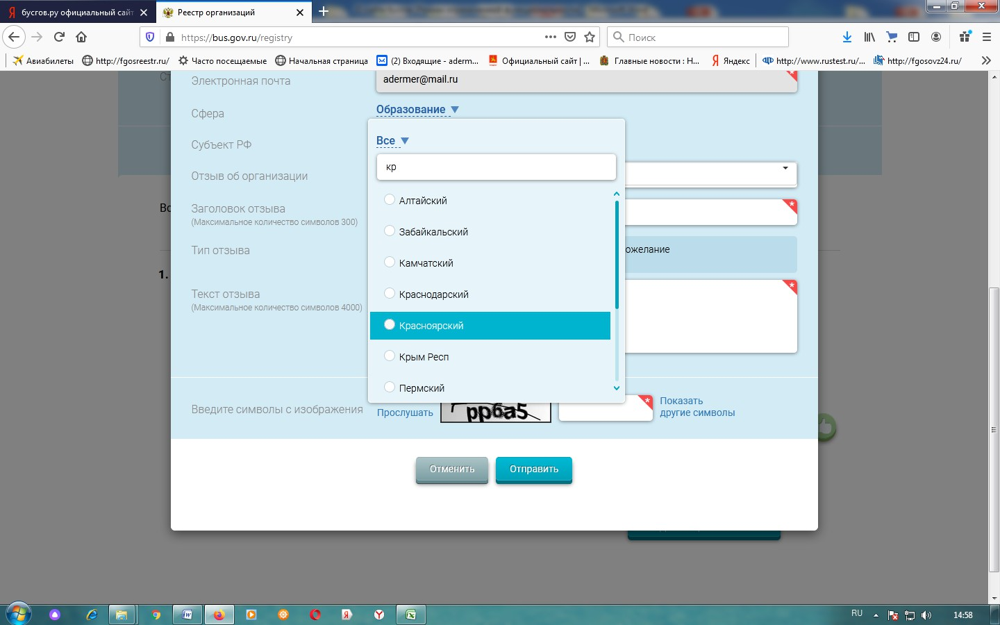 бусгов.ру официальный сайт
Реестр организаций
https://bus.gov.ru/registry
Поиск
Авиабилеты
http://fgosreestr.ru/
Часто посещаемые
Начальная страница
(2) Входящие - aderm...
Официальный сайт | ...
Главные новости : Н...
Яндекс
http://www.rustest.ru/...
http://fgosovz24.ru/
Электронная почта
adermer@mail.ru
Сфера
Образование
Субъект РФ
Все
кр
Отзыв об организации
Алтайский
Заголовок отзыва
(Максимальное количество символов 300)
Забайкальский
Тип отзыва
ожелание
Камчатский
Текст отзыва
(Максимальное количество символов 4000)
Краснодарский
1.
Красноярский
Крым Респ
Пермский
Введите символы с изображения
Прослушать
pp6a5
Показать
другие символы
Отменить
Отправить
RU
14:58